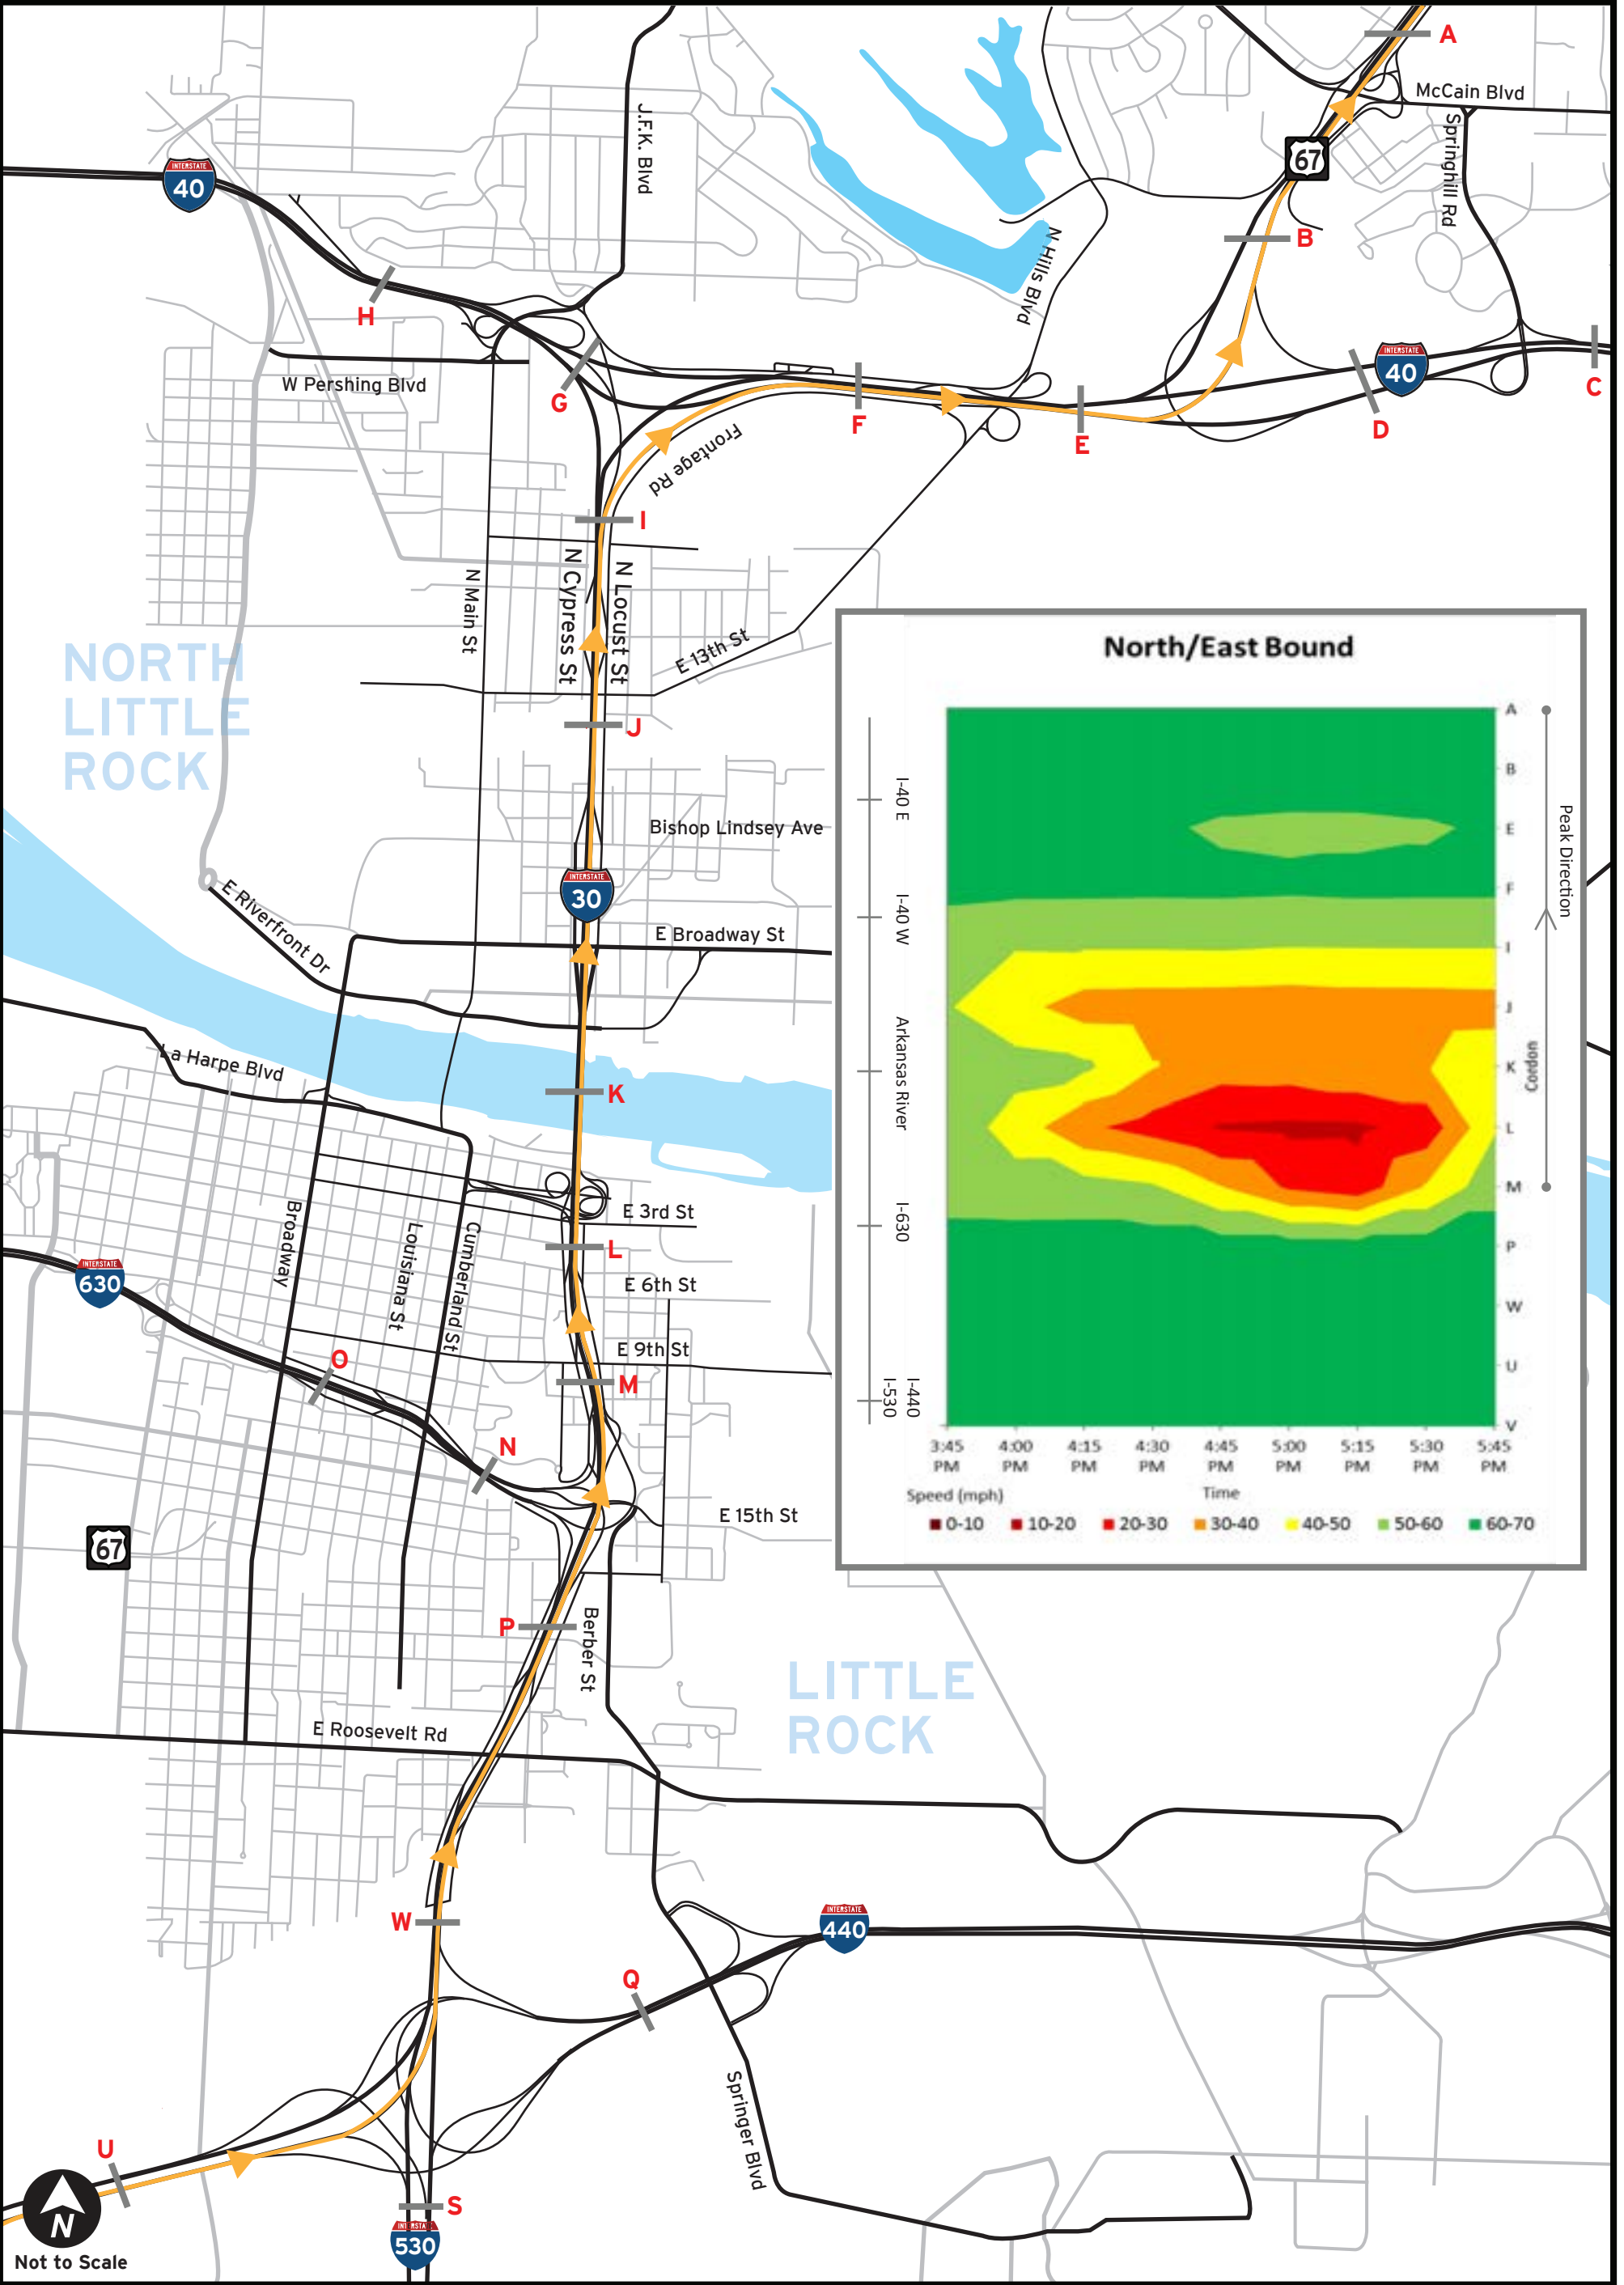 A
McCain Blvd
Springhill Rd
67
B
INTERSTATE
40
J.F.K. Blvd
N Hills Blvd
H
W Pershing Blvd
G
F
E
D
INTERSTATE
40
C
Frontage Rd
I
N Main St
N Cypress St
N Locust St
E 13th St
J
NORTH
LITTLE
ROCK
Bishop Lindsey Ave
INTERSTATE
30
E Broadway St
E Riverfront Dr
La Harpe Blvd
K
E 3rd St
L
E 6th St
E 9th St
M
Broadway
Louisiana St
Cumberland St
INTERSTATE
630
O
N
E 15th St
67
P
Berber St
LITTLE
ROCK
E Roosevelt Rd
W
INTERSTATE
440
Q
Springer Blvd
U
S
INTERSTATE
530
N
Not to Scale
North/East Bound
I-40 E
I-40 W
Arkansas River
I-630
I-440
I-530
A
B
E
F
I
J
K
L
M
P
W
U
V
Peak Direction
Cordon
3:45 PM
4:00 PM
4:15 PM
4:30 PM
4:45 PM
5:00 PM
5:15 PM
5:30 PM
5:45 PM
Speed (mph)
Time
0-10 10-20 20-30 30-40 40-50 50-60 60-70